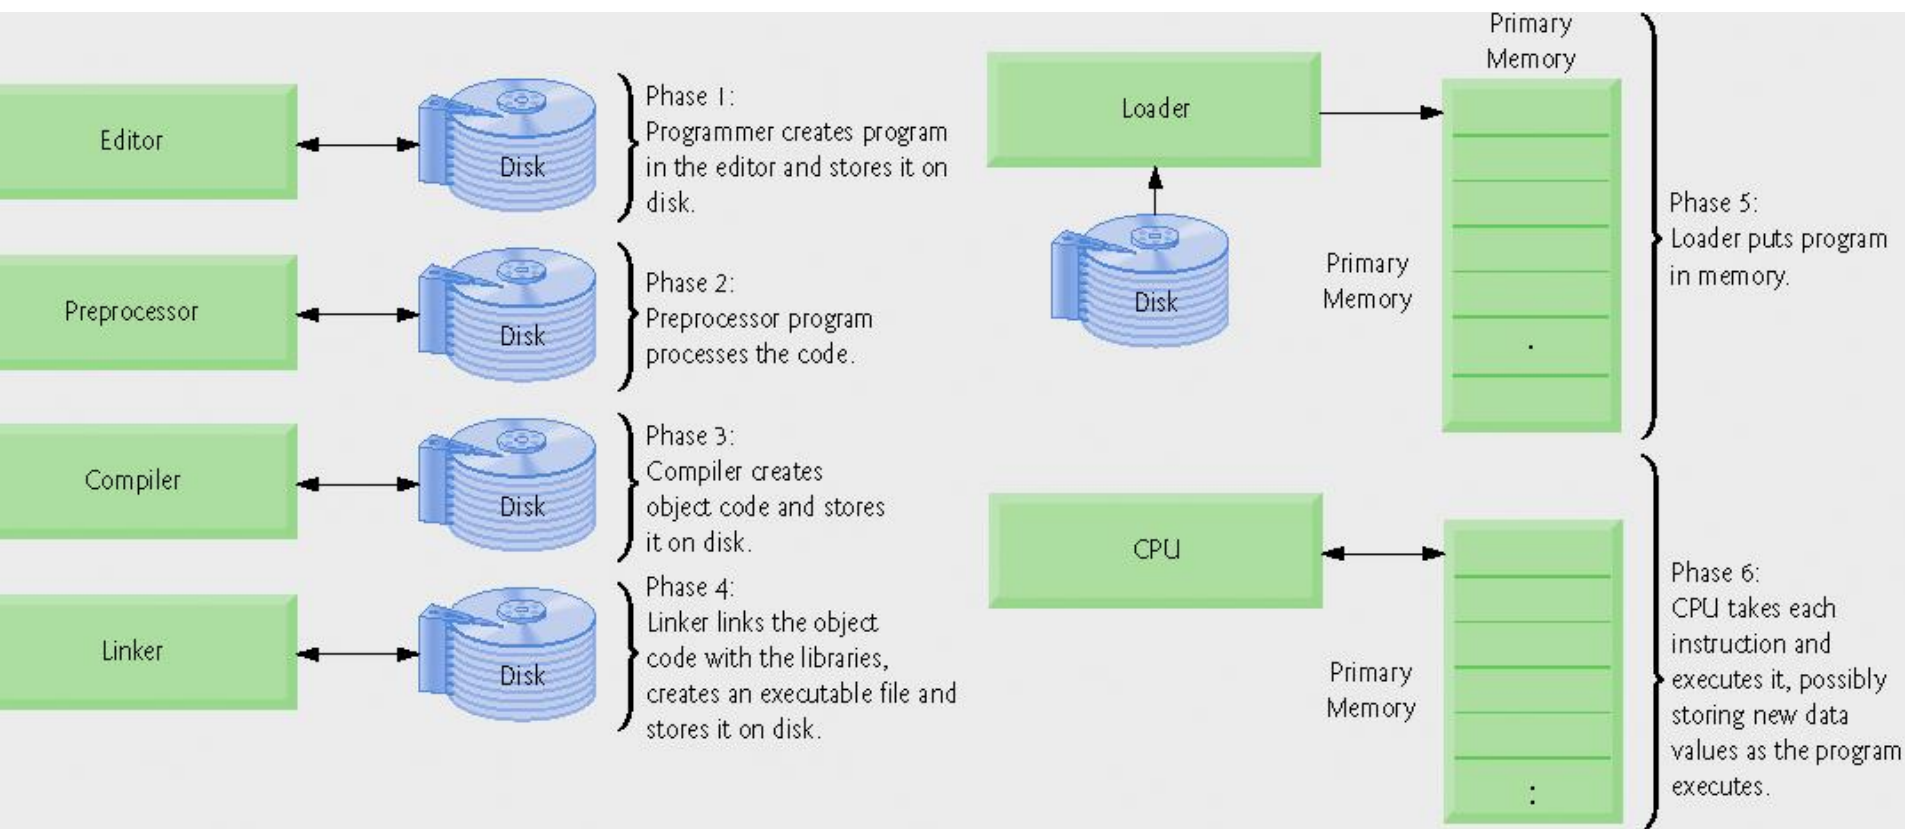 Editor
Disk
Phase 1:
Programmer creates program
in the editor and stores it on
disk.
Preprocessor
Disk
Phase 2:
Preprocessor program
processes the code.
Compiler
Disk
Phase 3:
Compiler creates
object code and stores
it on disk.
Linker
Disk
Phase 4:
Linker links the object
code with the libraries,
creates an executable file and
stores it on disk.
Loader
Disk
Primary
Memory
Primary
Memory
.
Phase 5:
Loader puts program
in memory.
CPU
Primary
Memory
:
Phase 6:
CPU takes each
instruction and
executes it, possibly
storing new data
values as the program
executes.